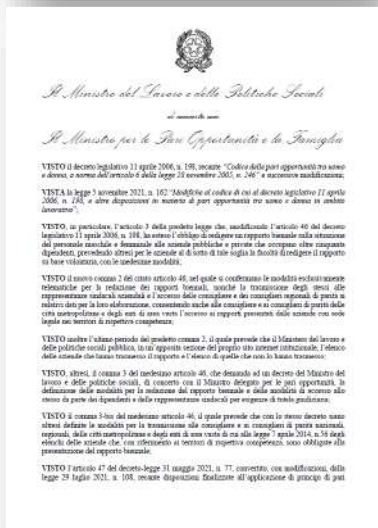 Il Ministro del Lavoro e delle Politiche Sociali
di concerto con
Il Ministro per le Pari Opportunità e la Famiglia
VISTO il decreto legislativo 11 aprile 2006, n. 198, recante "Codice delle pari opportunità tra uomo
e donna, a norma dell'articolo 6 della legge 28 novembre 2005, n. 246" e successive modificazioni;
VISTA la legge 5 novembre 2021, n. 162 "Modifiche al codice di cui al decreto legislativo 11 aprile
2006, n. 198, e altre disposizioni in materia di pari opportunità tra uomo e donna in ambito
lavorativo";
VISTO, in particolare, l'articolo 3 della predetta legge che, modificando l'articolo 46 del decreto
legislativo 11 aprile 2006, n. 198, ha esteso l'obbligo di redigere un rapporto biennale sulla situazione
del personale maschile e femminile alle aziende pubbliche e private che occupano oltre cinquanta
dipendenti, prevedendo altresì per le aziende al di sotto di tale soglia la facoltà di redigere il rapporto
su base volontaria, con le medesime modalità;
VISTO il nuovo comma 2 del citato articolo 46, nel quale si confermano le modalità esclusivamente
telematiche per la redazione dei rapporti biennali, nonché la trasmissione degli stessi alle
rappresentanze sindacali aziendali e l'accesso delle consigliere e dei consiglieri regionali di parità ai
relativi dati per la loro elaborazione, consentendo anche alle consigliere e ai consiglieri di parità delle
città metropolitane e degli enti di area vasta l'accesso ai rapporti presentati dalle aziende con sede
legale nei territori di rispettiva competenza;
VISTO inoltre l'ultimo periodo del predetto comma 2, il quale prevede che il Ministero del lavoro e
delle politiche sociali pubblica, in un'apposita sezione del proprio sito internet istituzionale, l'elenco
delle aziende che hanno trasmesso il rapporto e l'elenco di quelle che non lo hanno trasmesso;
VISTO, altresì, il comma 3 del medesimo articolo 46, che demanda ad un decreto del Ministro del
lavoro e delle politiche sociali, di concerto con il Ministro delegato per le pari opportunità, la
definizione delle modalità per la redazione del rapporto biennale e delle modalità di accesso allo
stesso da parte dei dipendenti e delle rappresentanze sindacali per esigenze di tutela giudiziaria;
VISTO il comma 3-bis del medesimo articolo 46, il quale prevede che con lo stesso decreto siano
altresì definite le modalità per la trasmissione alle consigliere e ai consiglieri di parità nazionali,
regionali, delle città metropolitane e degli enti di area vasta di cui alla legge 7 aprile 2014, n.56 degli
elenchi delle aziende che, con riferimento ai territori di rispettiva competenza, sono obbligate alla
presentazione del rapporto biennale;
VISTO l'articolo 47 del decreto-legge 31 maggio 2021, n. 77, convertito, con modificazioni, dalla
legge 29 luglio 2021, n. 108, recante disposizioni finalizzate all'applicazione di principio di pari